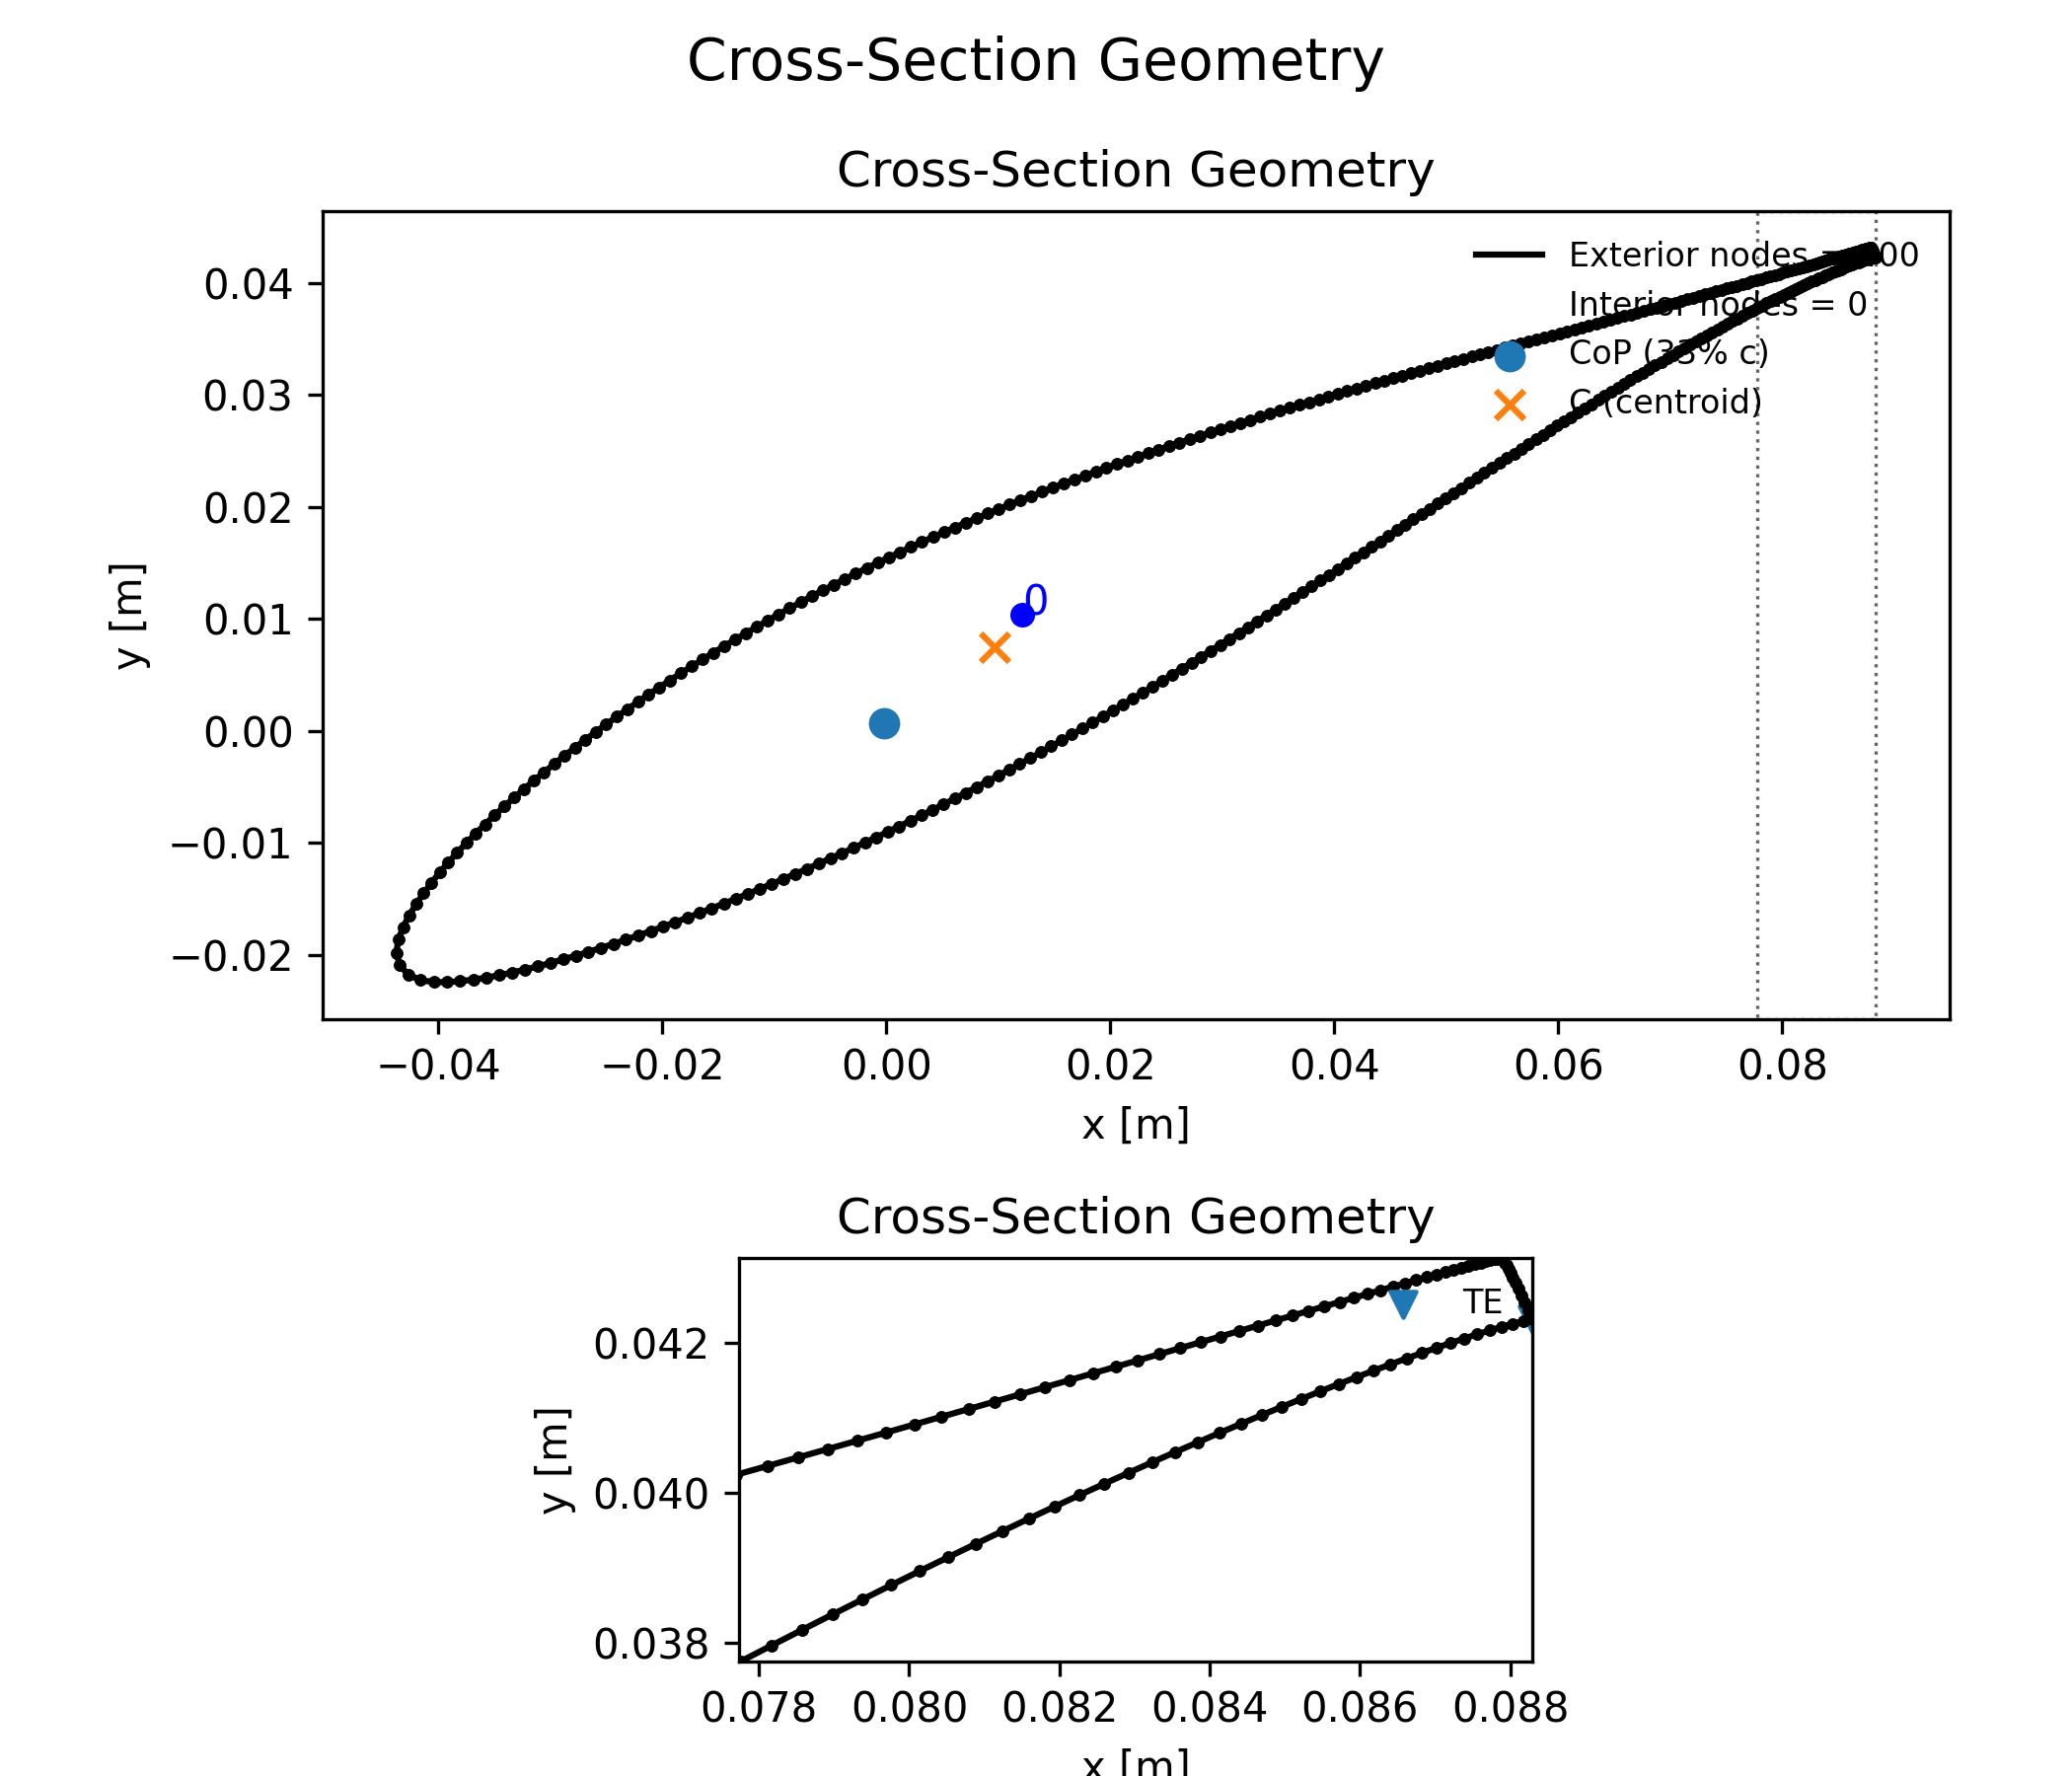 Cross-Section Geometry
Cross-Section Geometry
Exterior nodes = 00
Interior nodes = 0
CoP (33% c)
C (centroid)
0
0.04
0.03
0.02
0.01
0.00
−0.01
−0.02
y [m]
−0.04
−0.02
0.00
0.02
0.04
0.06
0.08
x [m]
Cross-Section Geometry
TE
0.042
0.040
0.038
y [m]
0.078
0.080
0.082
0.084
0.086
0.088
x [m]